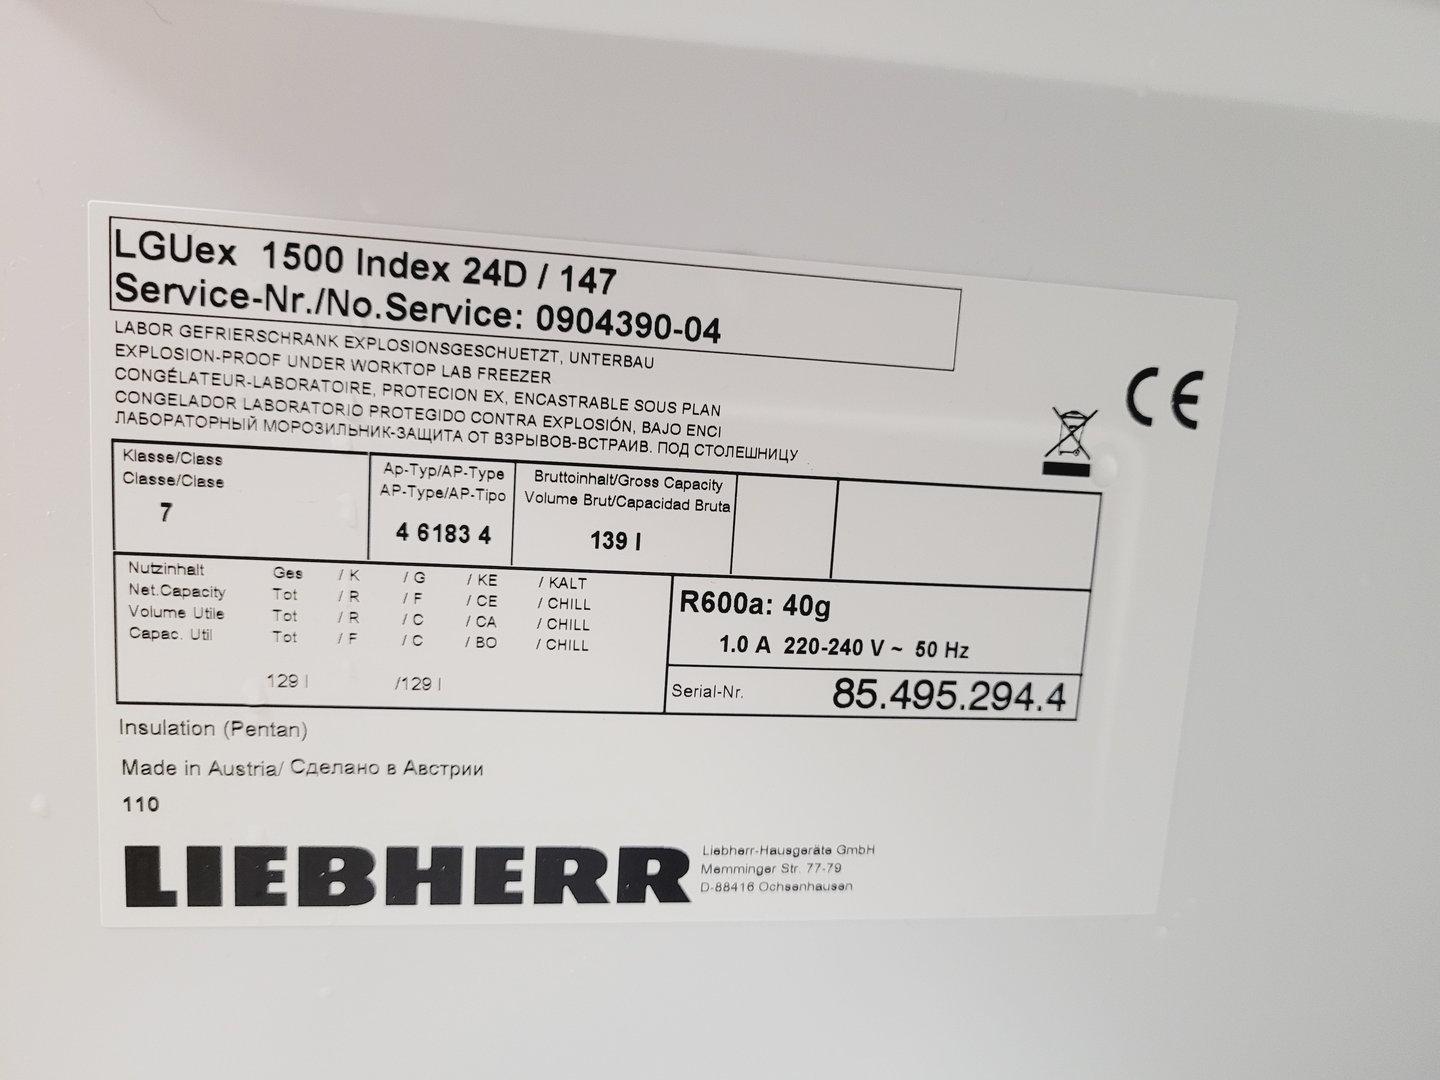 LGUex 1500 Index 24D / 147
Service-Nr./No.Service: 0904390-04
LABOR GEFRIERSCHRANK EXPLOSIONSGESCHUETZT, UNTERBAU
EXPLOSION-PROOF UNDER WORKTOP LAB FREEZER
CONGÉLATEUR-LABORATOIRE, PROTECION EX, ENCASTRABLE SOUS PLAN
CONGELADOR LABORATORIO PROTEGIDO CONTRA EXPLOSIÓN, BAJO ENCI
ЛАБОРАТОРНЫЙ МОРОЗИЛЬНИК-ЗАЩИТА ОТ ВЗРЫВОВ-ВСТРАИВ. ПОД СТОЛЕШНИЦУ
CE
Klasse/Class
Classe/Clase
7
Ap-Typ/AP-Type
AP-Type/AP-Tipo
4 6183 4
Bruttoinhalt/Gross Capacity
Volume Brut/Capacidad Bruta
139 l
Nutzinhalt Ges / K / G / KE / KALT
Net.Capacity Tot / R / F / CE / CHILL
Volume Utile Tot / R / C / CA / CHILL
Capac. Util Tot / F / C / BO / CHILL
129 l /129 l
R600a: 40g
1.0 A 220-240 V ~ 50 Hz
Serial-Nr. 85.495.294.4
Insulation (Pentan)
Made in Austria/ Сделано в Австрии
110
LIEBHERR
Liebherr-Hausgeräte GmbH
Memminger Str. 77-79
D-88416 Ochsenhausen